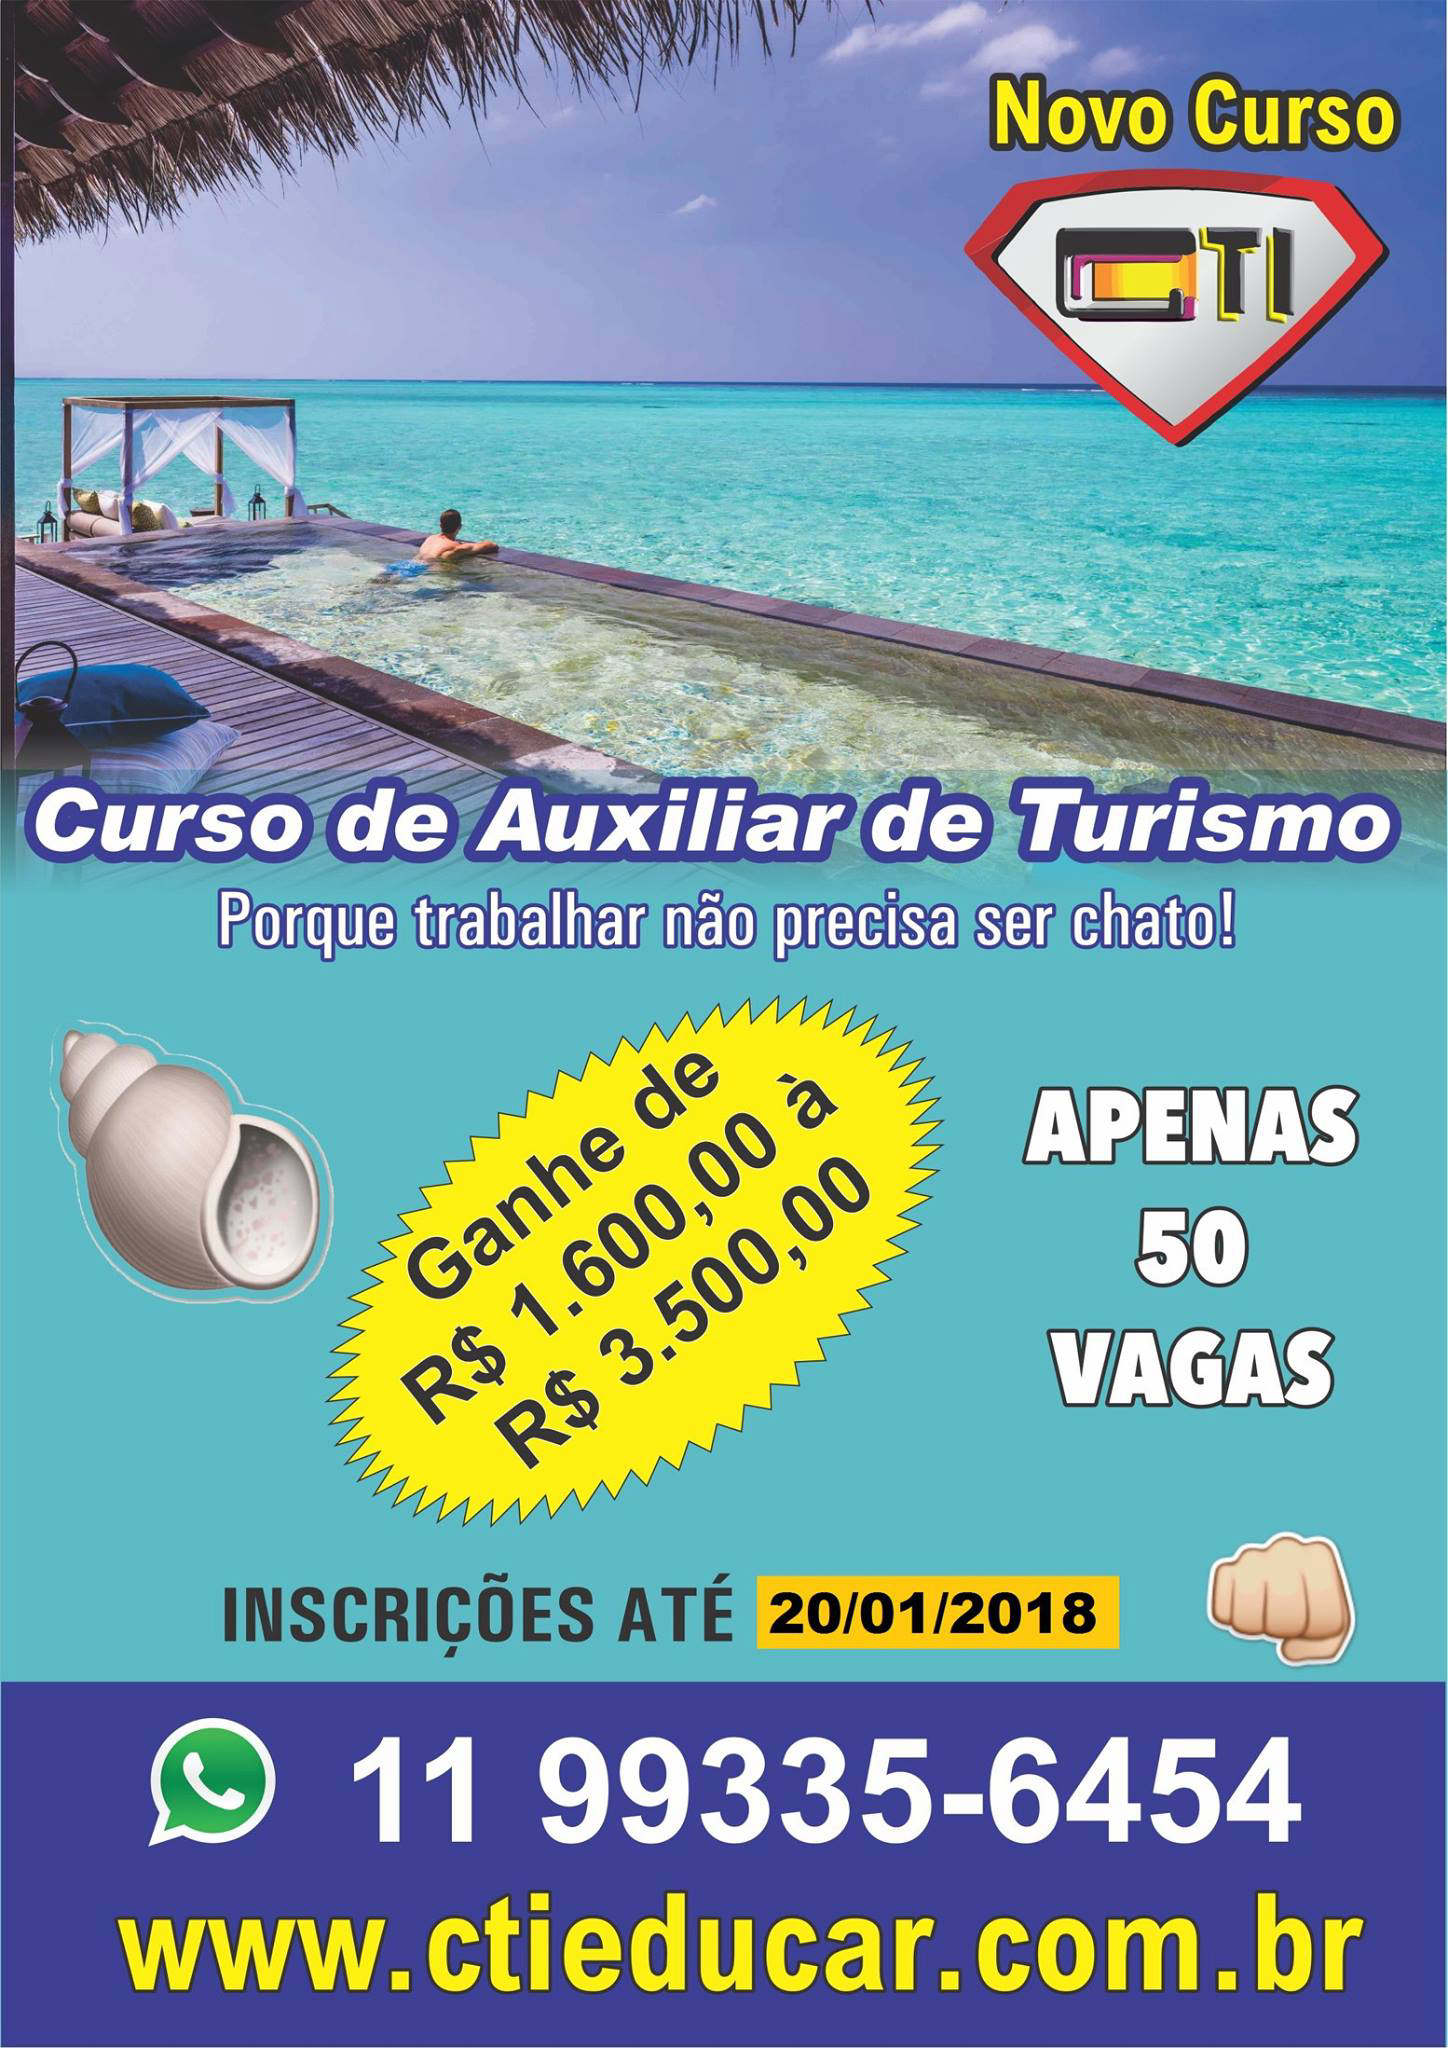 Novo Curso
CTI
Curso de Auxiliar de Turismo
Porque trabalhar não precisa ser chato!
Ganhe de
R$ 1.600,00 à
R$ 3.500,00
APENAS
50
VAGAS
INSCRIÇÕES ATÉ 20/01/2018
11 99335-6454
www.ctieducar.com.br